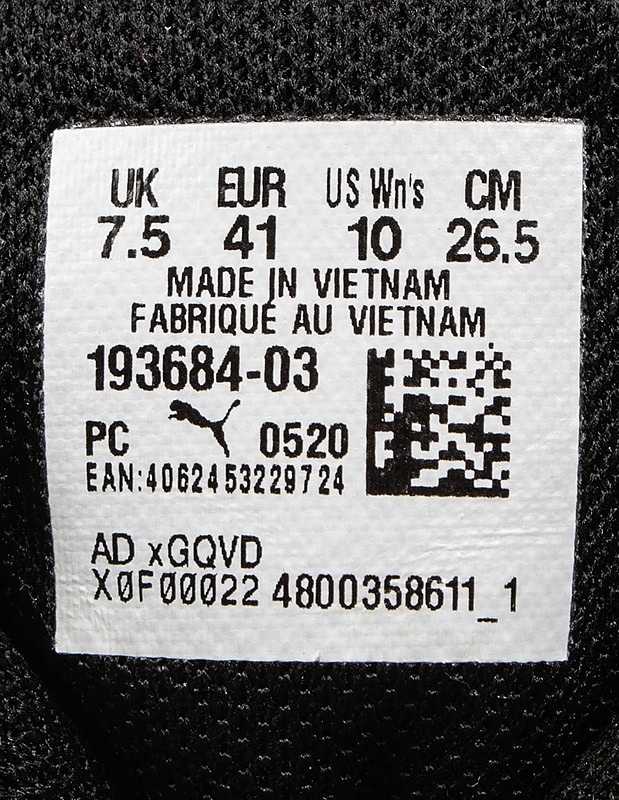 UK EUR US Wn's CM
7.5 41 10 26.5
MADE IN VIETNAM
FABRIQUÉ AU VIETNAM
193684-03
PC 0520
EAN:4062453229724
AD xGQVD
X0F00022 4800358611_1